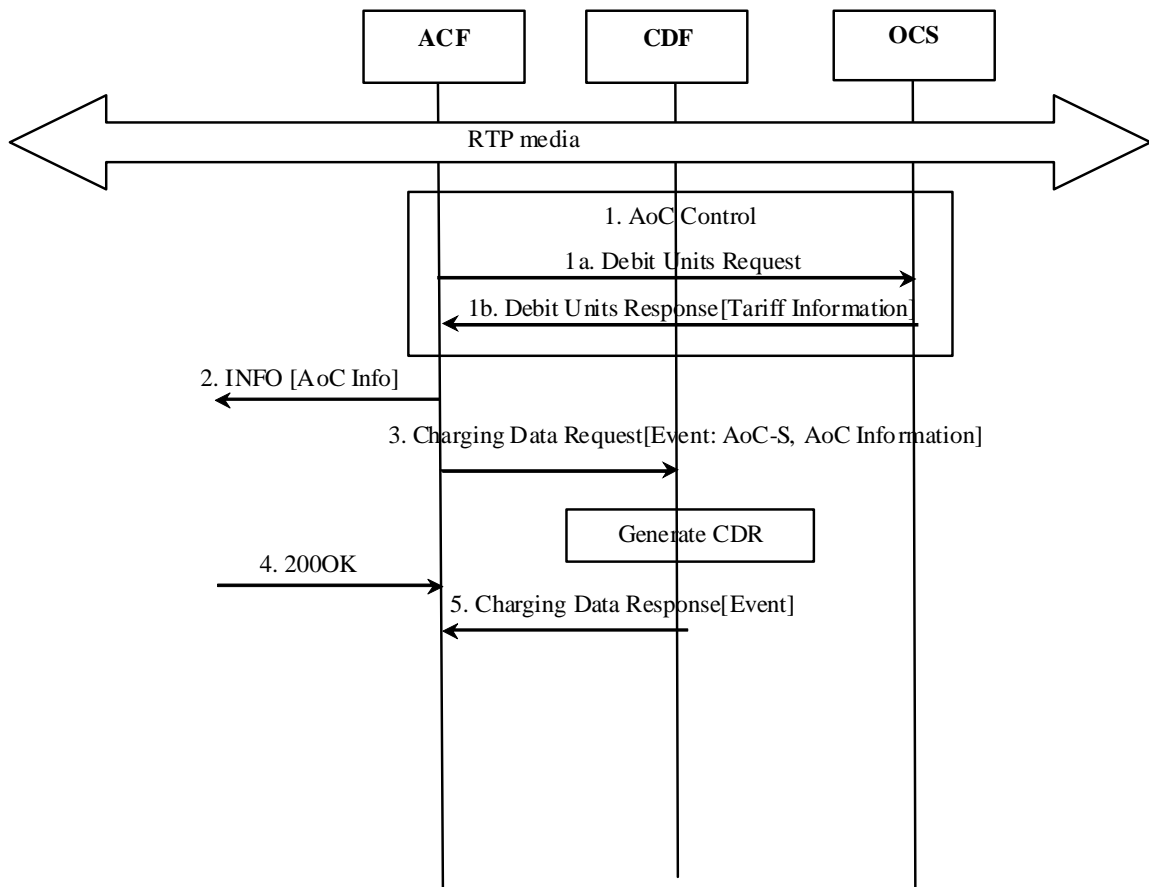 ACF
CDF
OCS
RTP media
1. AoC Control
1a. Debit Units Request
1b. Debit Units Response[Tariff Information]
2. INFO [AoC Info]
3. Charging Data Request[Event: AoC-S, AoC Information]
Generate CDR
4. 200OK
5. Charging Data Response[Event]